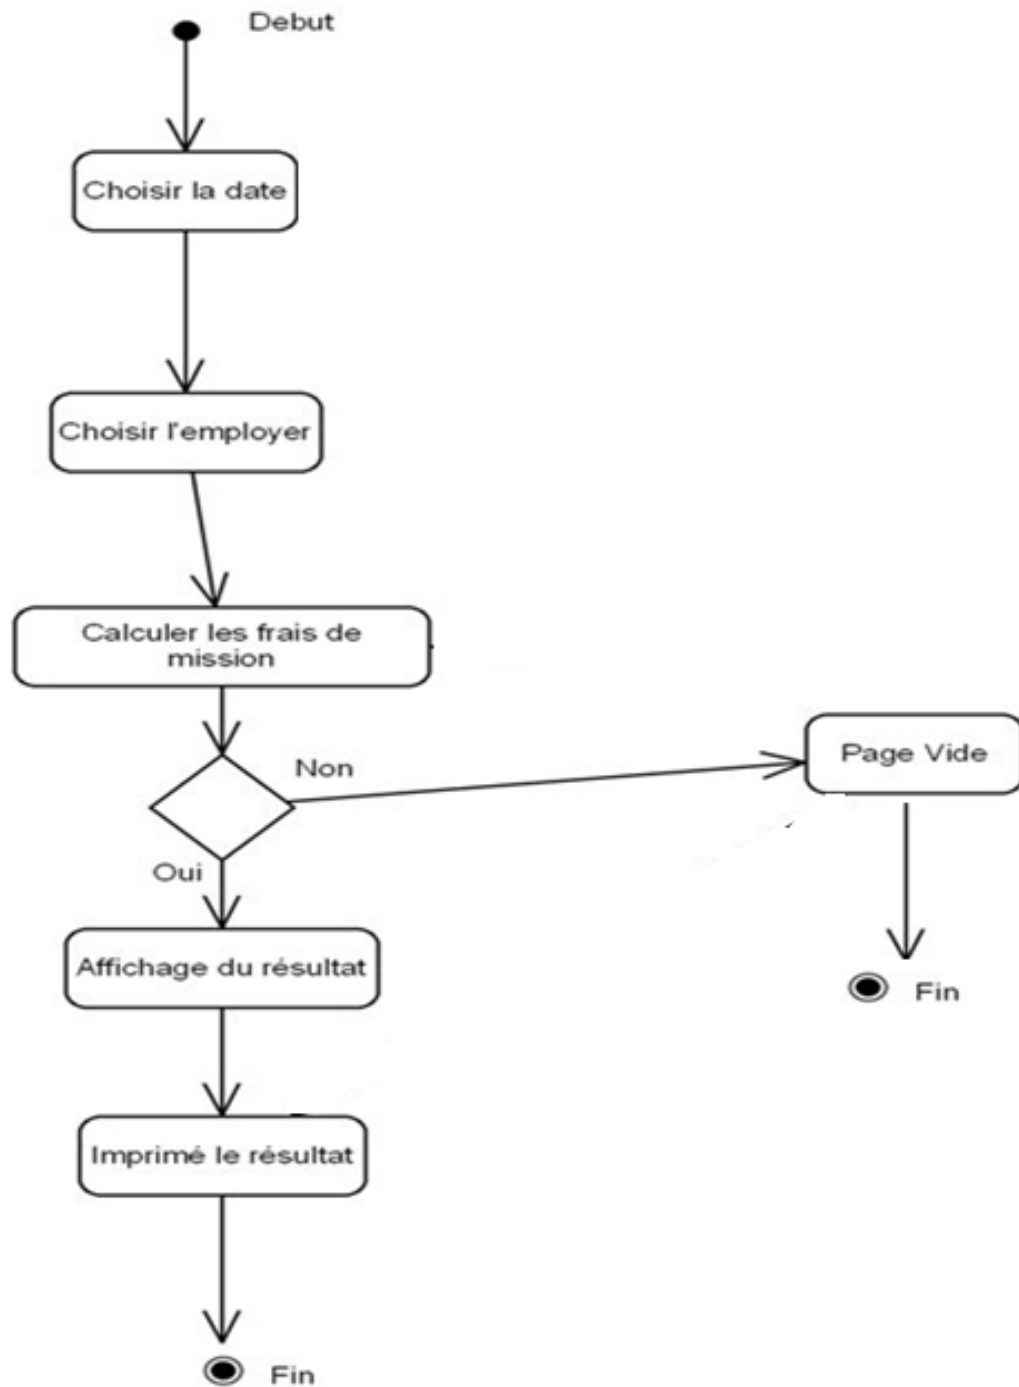 Debut
Choisir la date
Choisir l'employer
Calculer les frais de
mission
Non
Page Vide
Oui
Affichage du résultat
Fin
Imprimé le résultat
Fin